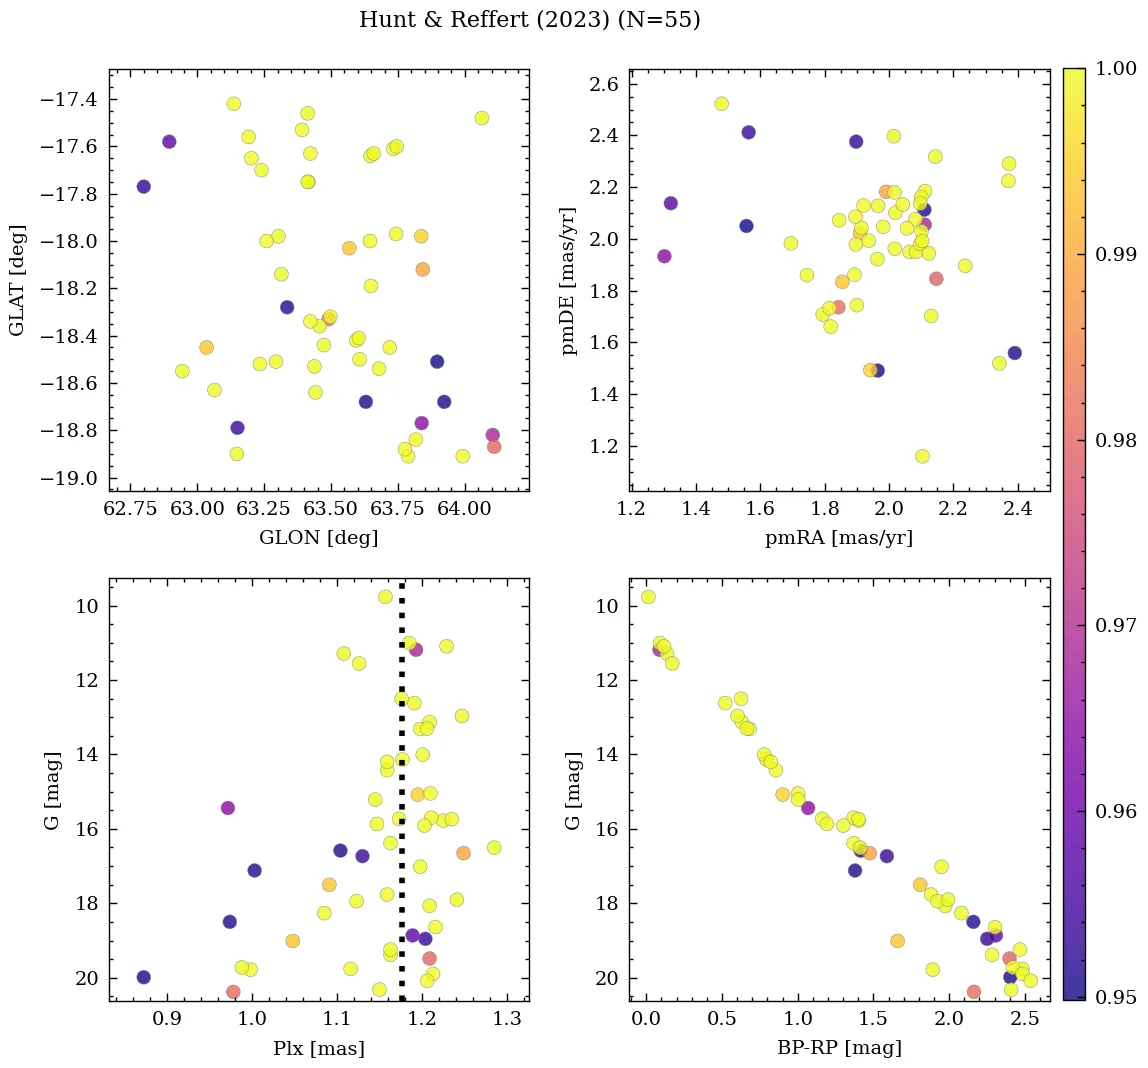 Hunt & Reffert (2023) (N=55)
−17.4
−17.6
−17.8
−18.0
−18.2
−18.4
−18.6
−18.8
−19.0
GLAT [deg]
62.75 63.00 63.25 63.50 63.75 64.00
GLON [deg]
2.6
2.4
2.2
2.0
1.8
1.6
1.4
1.2
pmDE [mas/yr]
1.2 1.4 1.6 1.8 2.0 2.2 2.4
pmRA [mas/yr]
10
12
14
16
18
20
G [mag]
0.9 1.0 1.1 1.2 1.3
Plx [mas]
10
12
14
16
18
20
G [mag]
0.0 0.5 1.0 1.5 2.0 2.5
BP-RP [mag]
1.00
0.99
0.98
0.97
0.96
0.95